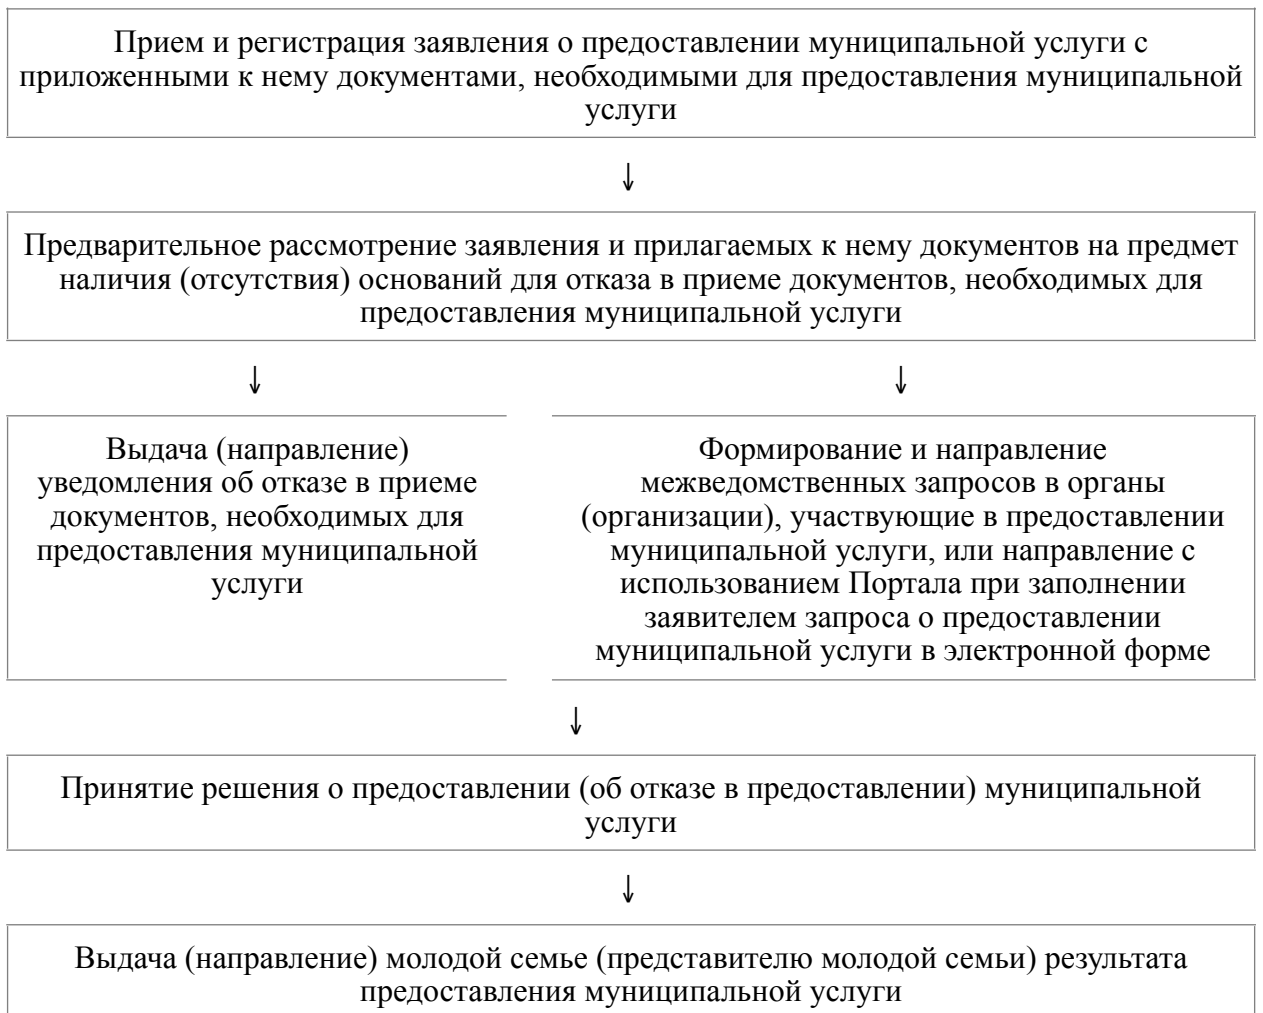 Прием и регистрация заявления о предоставлении муниципальной услуги с
приложенными к нему документами, необходимыми для предоставления муниципальной
услуги
↓
Предварительное рассмотрение заявления и прилагаемых к нему документов на предмет
наличия (отсутствия) оснований для отказа в приеме документов, необходимых для
предоставления муниципальной услуги
↓ ↓
Выдача (направление)
уведомления об отказе в приеме
документов, необходимых для
предоставления муниципальной
услуги
Формирование и направление
межведомственных запросов в органы
(организации), участвующие в предоставлении
муниципальной услуги, или направление с
использованием Портала при заполнении
заявителем запроса о предоставлении
муниципальной услуги в электронной форме
↓
Принятие решения о предоставлении (об отказе в предоставлении) муниципальной
услуги
↓
Выдача (направление) молодой семье (представителю молодой семьи) результата
предоставления муниципальной услуги